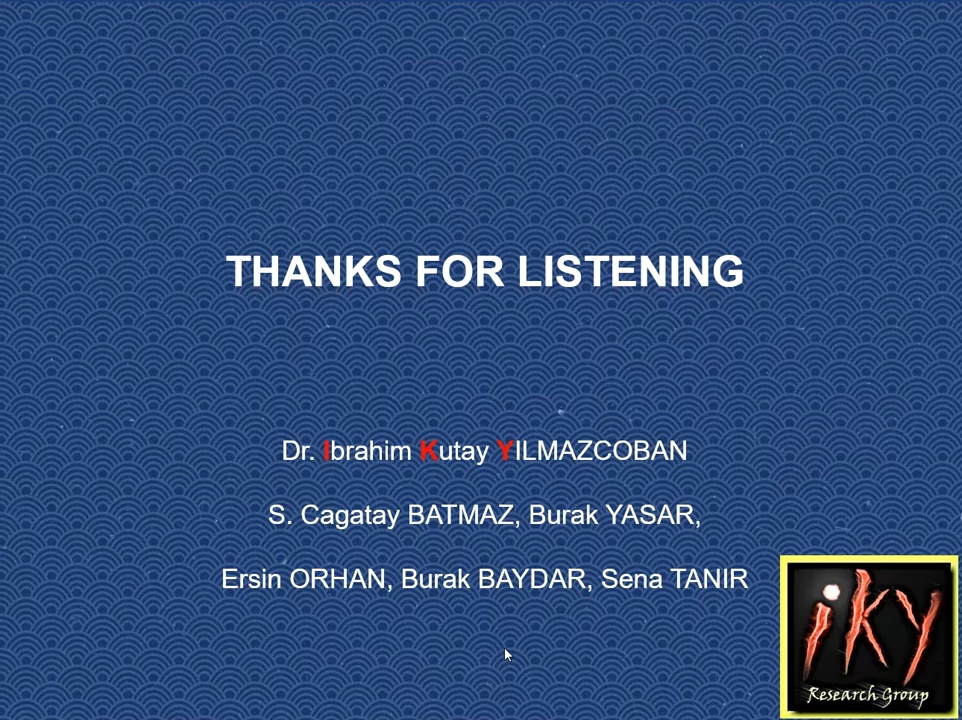 THANKS FOR LISTENING
Dr. Ibrahim Kutay YILMAZCOBAN
S. Cagatay BATMAZ, Burak YASAR,
Ersin ORHAN, Burak BAYDAR, Sena TANIR
iKy
Research Group